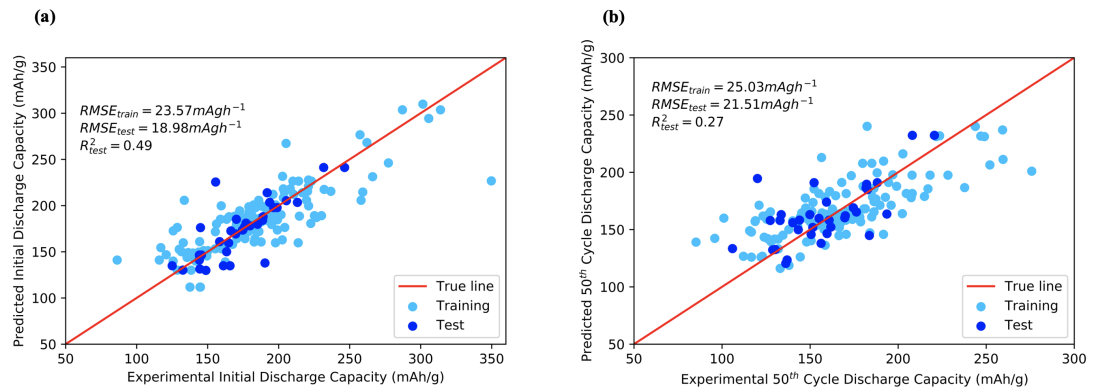 (a)
350
300
250
200
150
100
50
50
100
150
200
250
300
350
Predicted Initial Discharge Capacity (mAh/g)
Experimental Initial Discharge Capacity (mAh/g)
RMSE_train = 23.57mAgh⁻¹
RMSE_test = 18.98mAgh⁻¹
R²_test = 0.49
True line
Training
Test
(b)
300
250
200
150
100
50
50
100
150
200
250
300
Predicted 50ᵗʰ Cycle Discharge Capacity (mAh/g)
Experimental 50ᵗʰ Cycle Discharge Capacity (mAh/g)
RMSE_train = 25.03mAgh⁻¹
RMSE_test = 21.51mAgh⁻¹
R²_test = 0.27
True line
Training
Test